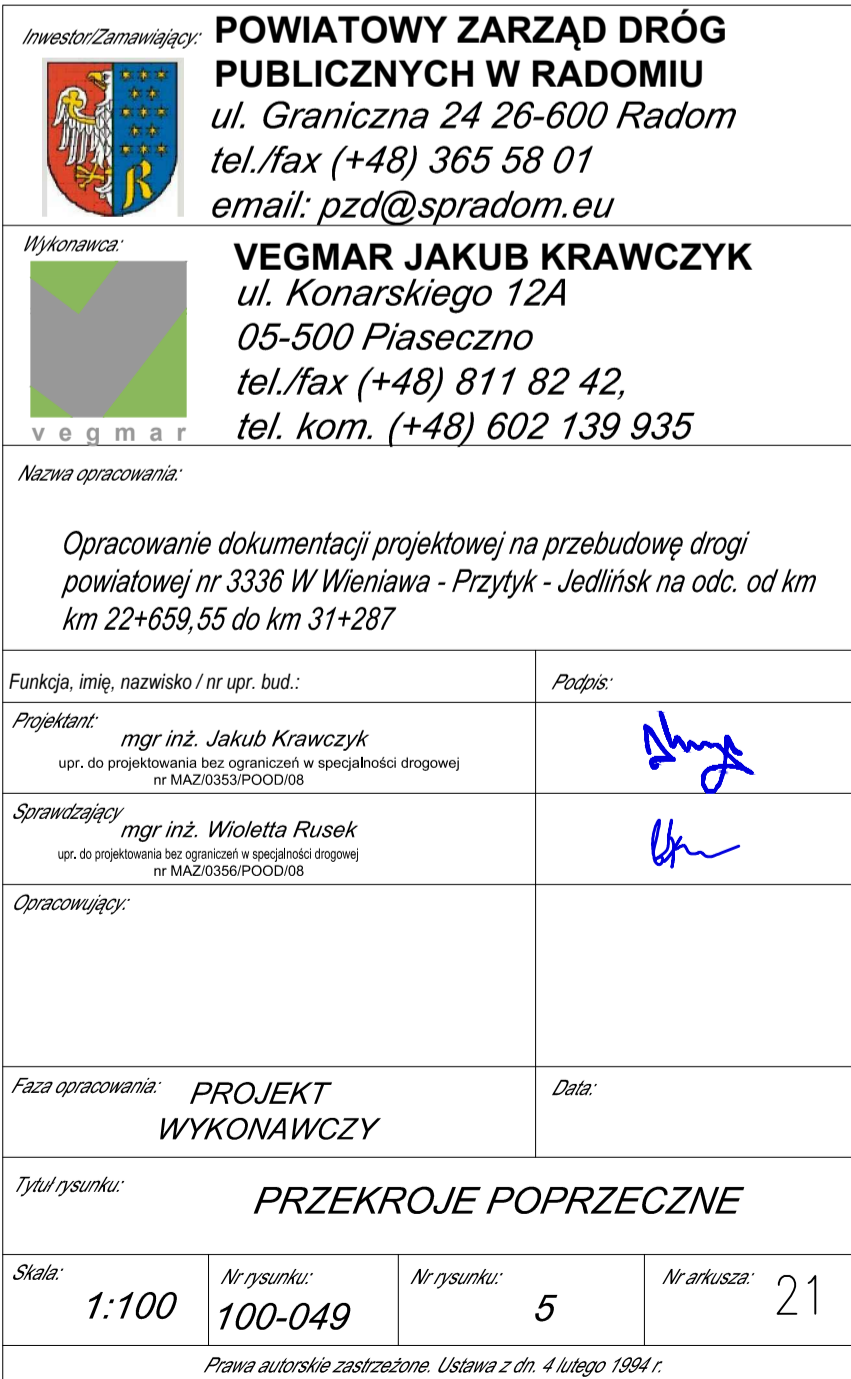 Inwestor/Zamawiający: POWIATOWY ZARZĄD DRÓG
PUBLICZNYCH W RADOMIU
ul. Graniczna 24 26-600 Radom
tel./fax (+48) 365 58 01
email: pzd@spradom.eu
R
Wykonawca:
VEGMAR JAKUB KRAWCZYK
ul. Konarskiego 12A
05-500 Piaseczno
tel./fax (+48) 811 82 42,
tel. kom. (+48) 602 139 935
vegmar
Nazwa opracowania:
Opracowanie dokumentacji projektowej na przebudowę drogi
powiatowej nr 3336 W Wieniawa - Przytyk - Jedlińsk na odc. od km
km 22+659,55 do km 31+287
Funkcja, imię, nazwisko / nr upr. bud.: Podpis:
Projektant:
mgr inż. Jakub Krawczyk
upr. do projektowania bez ograniczeń w specjalności drogowej
nr MAZ/0353/POOD/08
Sprawdzający
mgr inż. Wioletta Rusek
upr. do projektowania bez ograniczeń w specjalności drogowej
nr MAZ/0356/POOD/08
Opracowujący:
Faza opracowania: PROJEKT
WYKONAWCZY
Data:
Tytuł rysunku: PRZEKROJE POPRZECZNE
Skala: 1:100
Nr rysunku: 100-049
Nr rysunku: 5
Nr arkusza: 21
Prawa autorskie zastrzeżone. Ustawa z dn. 4 lutego 1994 r.